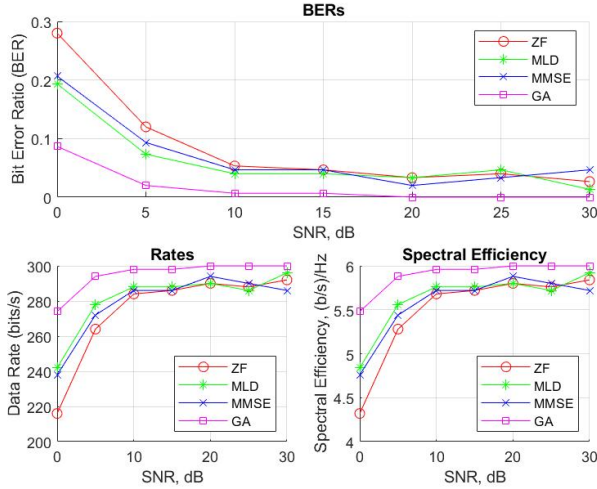 BERs
Bit Error Ratio (BER)
0.3
0.2
0.1
0
0 5 10 15 20 25 30
SNR, dB
ZF
MLD
MMSE
GA
Rates
Data Rate (bits/s)
300
280
260
240
220
200
0 10 20 30
SNR, dB
ZF
MLD
MMSE
GA
Spectral Efficiency
Spectral Efficiency, (b/s)/Hz
6
5.5
5
4.5
4
0 10 20 30
SNR, dB
ZF
MLD
MMSE
GA